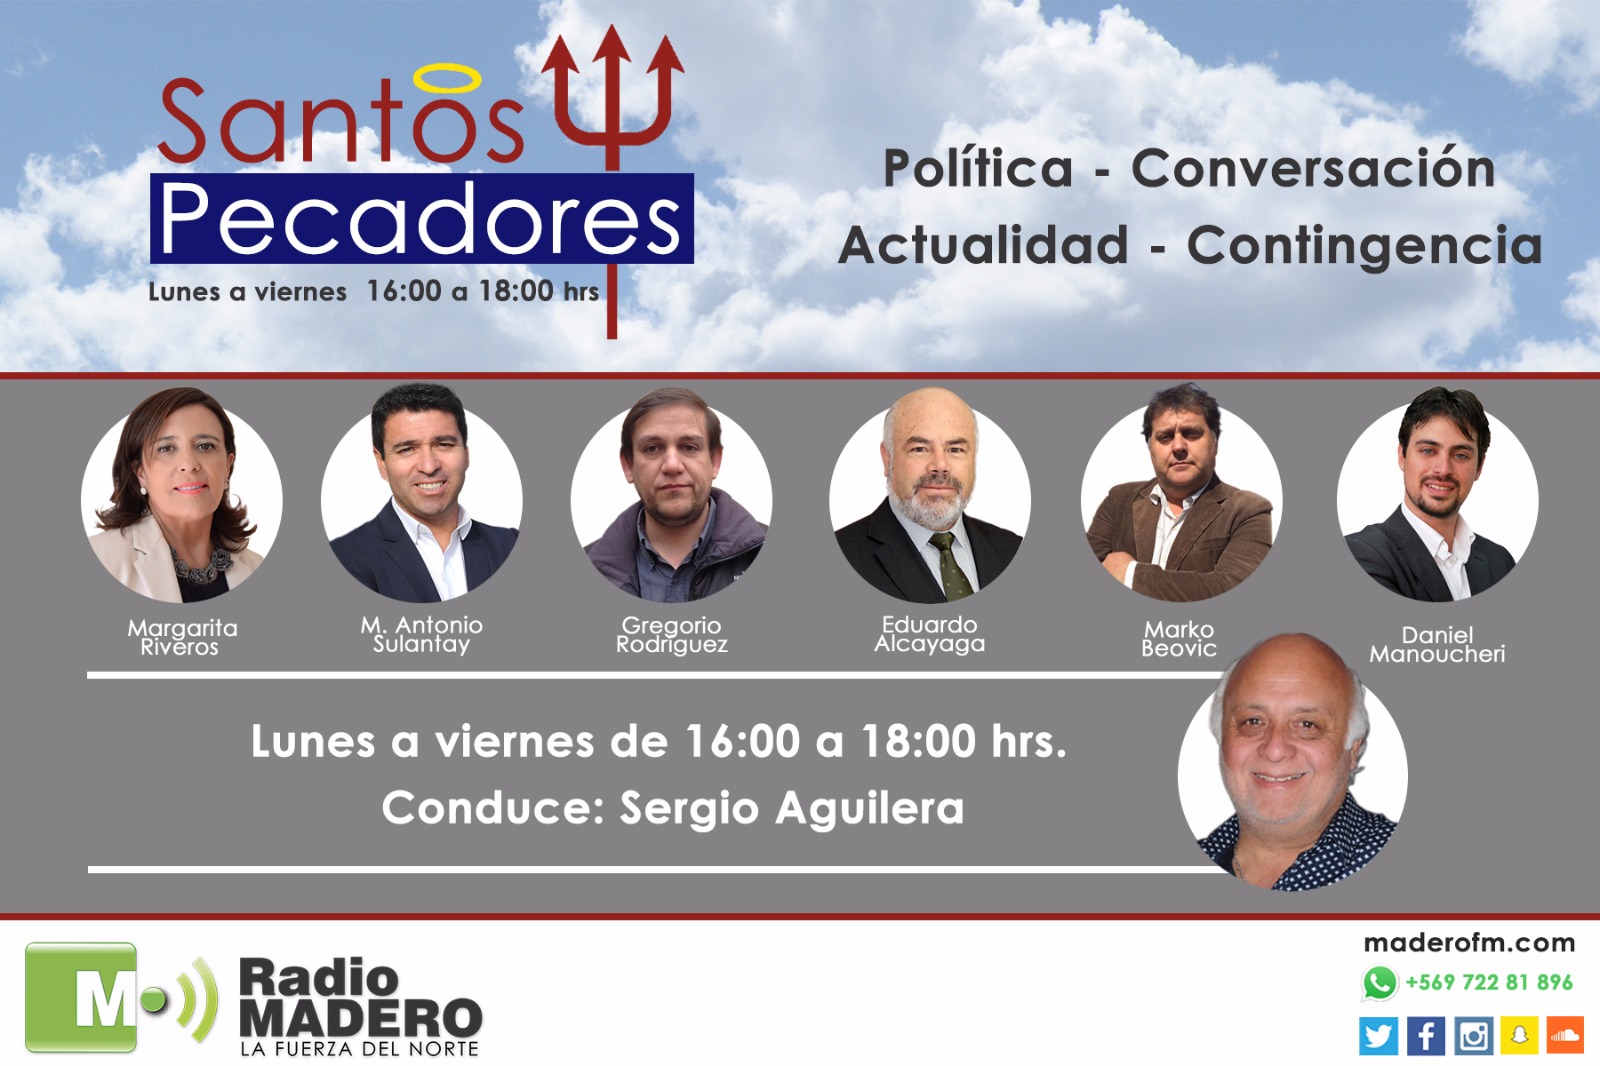 Santos
Pecadores
Lunes a viernes 16:00 a 18:00 hrs
Política - Conversación
Actualidad - Contingencia
Margarita
Riveros
M. Antonio
Sulantay
Gregorio
Rodríguez
Eduardo
Alcayaga
Marko
Beovic
Daniel
Manoucheri
Lunes a viernes de 16:00 a 18:00 hrs.
Conduce: Sergio Aguilera
M
Radio
MADERO
LA FUERZA DEL NORTE
maderofm.com
+569 722 81 896